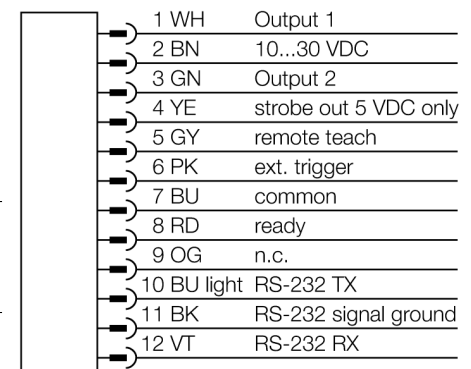 1 WH Output 1
2 BN 10...30 VDC
3 GN Output 2
4 YE strobe out 5 VDC only
5 GY remote teach
6 PK ext. trigger
7 BU common
8 RD ready
9 OG n.c.
10 BU light RS-232 TX
11 BK RS-232 signal ground
12 VT RS-232 RX